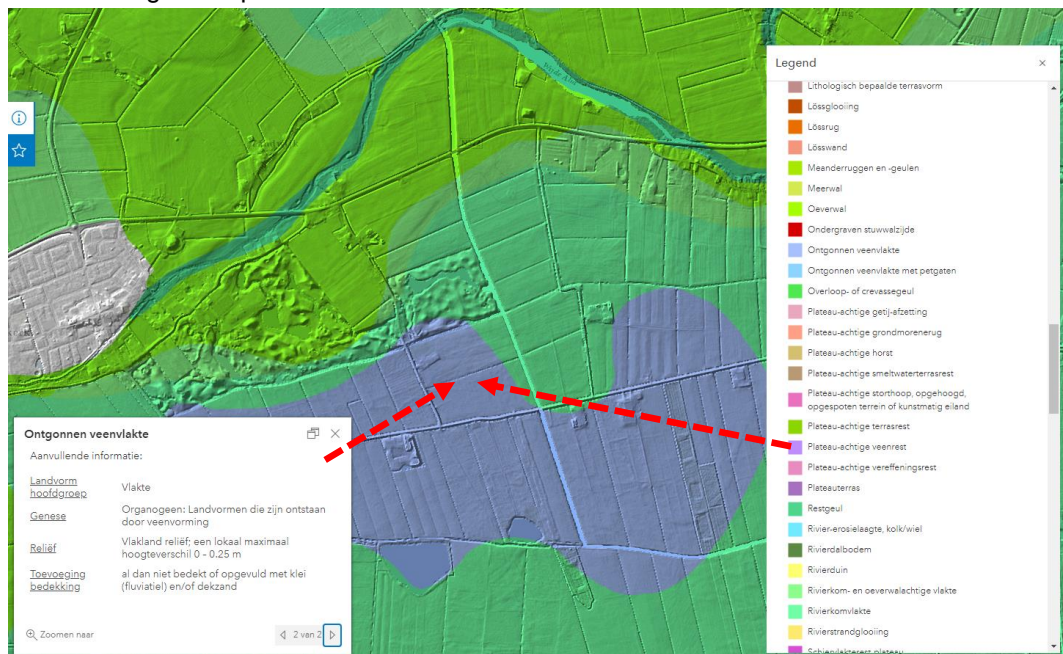 Legend
Lithologisch bepaalde terrasvorm
Lössglooiing
Lössrug
Lösswand
Meanderruggen en -geulen
Meerwal
Oeverwal
Ondergraven stuwwalzijde
Ontgonnen veenvlakte
Ontgonnen veenvlakte met petgaten
Overloop- of crevassegeul
Plateau-achtige getij-afzetting
Plateau-achtige grondmorenerug
Plateau-achtige horst
Plateau-achtige smeltwaterterrasrest
Plateau-achtige storthoop, opgehoogd,
opgespoten terrein of kunstmatig eiland
Plateau-achtige terrasrest
Plateau-achtige veenrest
Plateau-achtige vereffeningsrest
Plateauterras
Restgeul
Rivier-erosielaagte, kolk/wiel
Rivierdalbodem
Rivierduin
Rivierkom- en oeverwalachtige vlakte
Rivierkomvlakte
Rivierstrandglooiing
Schiervlakterest plateau
Ontgonnen veenvlakte
Aanvullende informatie:
Landvorm
hoofdgroep
Vlakte
Genese
Organogeen: Landvormen die zijn ontstaan
door veenvorming
Reliëf
Vlakland reliëf; een lokaal maximaal
hoogteverschil 0 - 0.25 m
Toevoeging
bedekking
al dan niet bedekt of opgevuld met klei
(fluviatiel) en/of dekzand
Zoomen naar
2 van 2